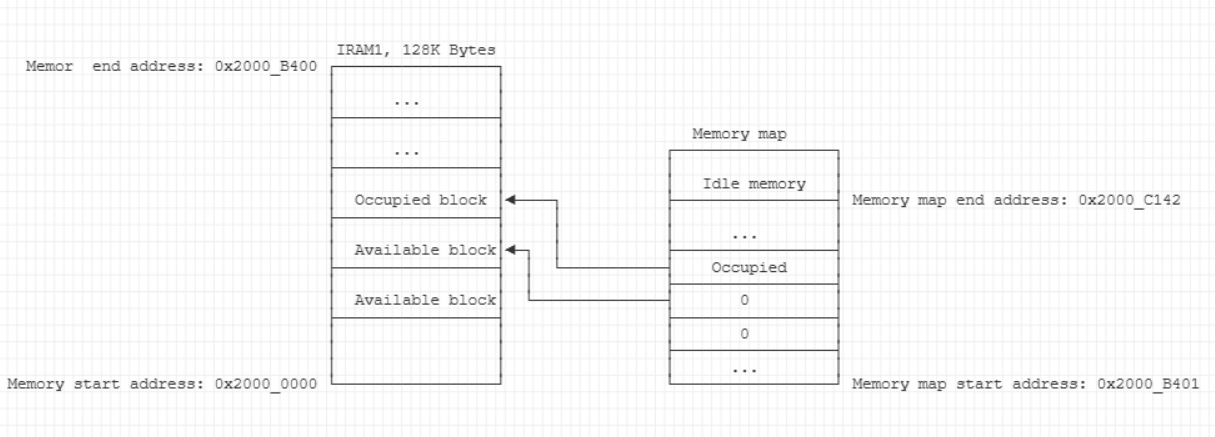 IRAM1, 128K Bytes
Memor  end address: 0x2000_B400
...
...
Occupied block
Available block
Available block
Memory start address: 0x2000_0000
Memory map
Idle memory
Memory map end address: 0x2000_C142
...
Occupied
0
0
...
Memory map start address: 0x2000_B401